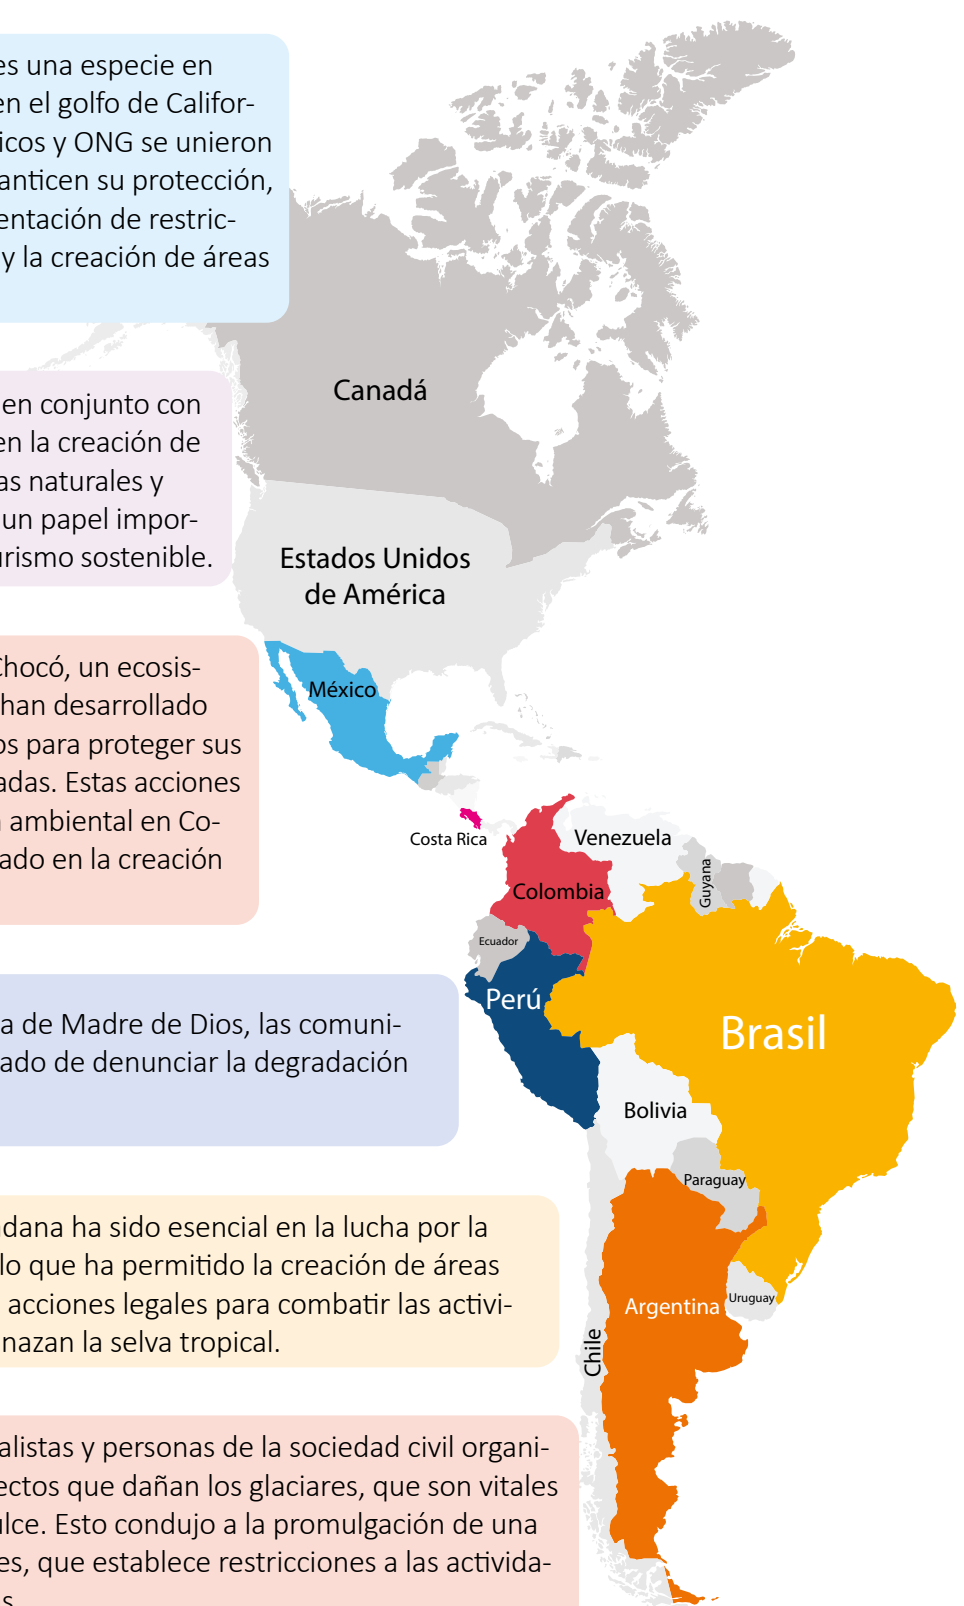 es una especie en
en el golfo de Califor-
icos y ONG se unieron
anticen su protección,
entación de restric-
y la creación de áreas
Canadá
en conjunto con
en la creación de
as naturales y
un papel impor-
urismo sostenible.
Estados Unidos
de América
Chocó, un ecosis-
han desarrollado
os para proteger sus
adas. Estas acciones
n ambiental en Co-
ado en la creación
México
Costa Rica
Venezuela
Guyana
Colombia
Ecuador
Perú
Brasil
a de Madre de Dios, las comuni-
ado de denunciar la degradación
Bolivia
Paraguay
dana ha sido esencial en la lucha por la
lo que ha permitido la creación de áreas
acciones legales para combatir las activi-
nazan la selva tropical.
Uruguay
Argentina
Chile
alistas y personas de la sociedad civil organi-
ectos que dañan los glaciares, que son vitales
ulce. Esto condujo a la promulgación de una
es, que establece restricciones a las activida-